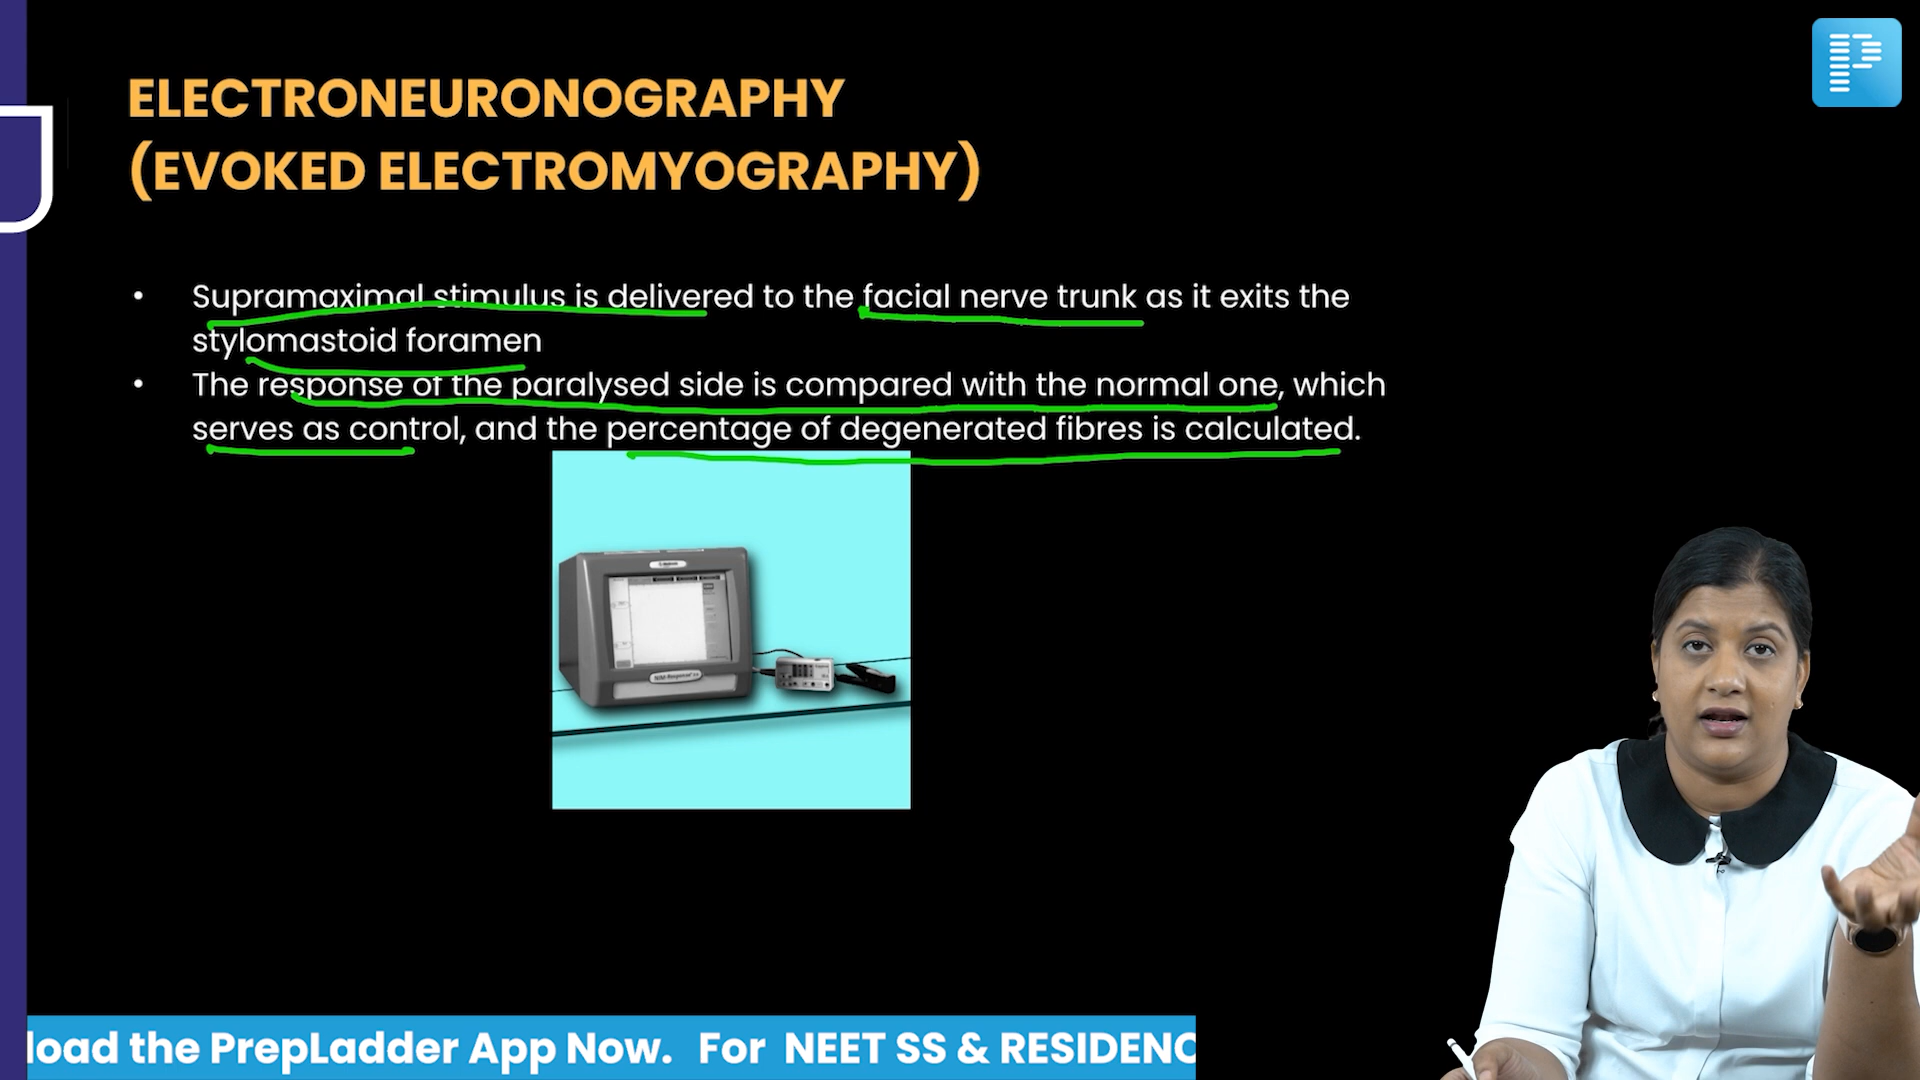 ELECTRONEURONOGRAPHY
(EVOKED ELECTROMYOGRAPHY)
• Supramaximal stimulus is delivered to the facial nerve trunk as it exits the
stylomastoid foramen
• The response of the paralysed side is compared with the normal one, which
serves as control, and the percentage of degenerated fibres is calculated.
load the PrepLadder App Now. For NEET SS & RESIDENC